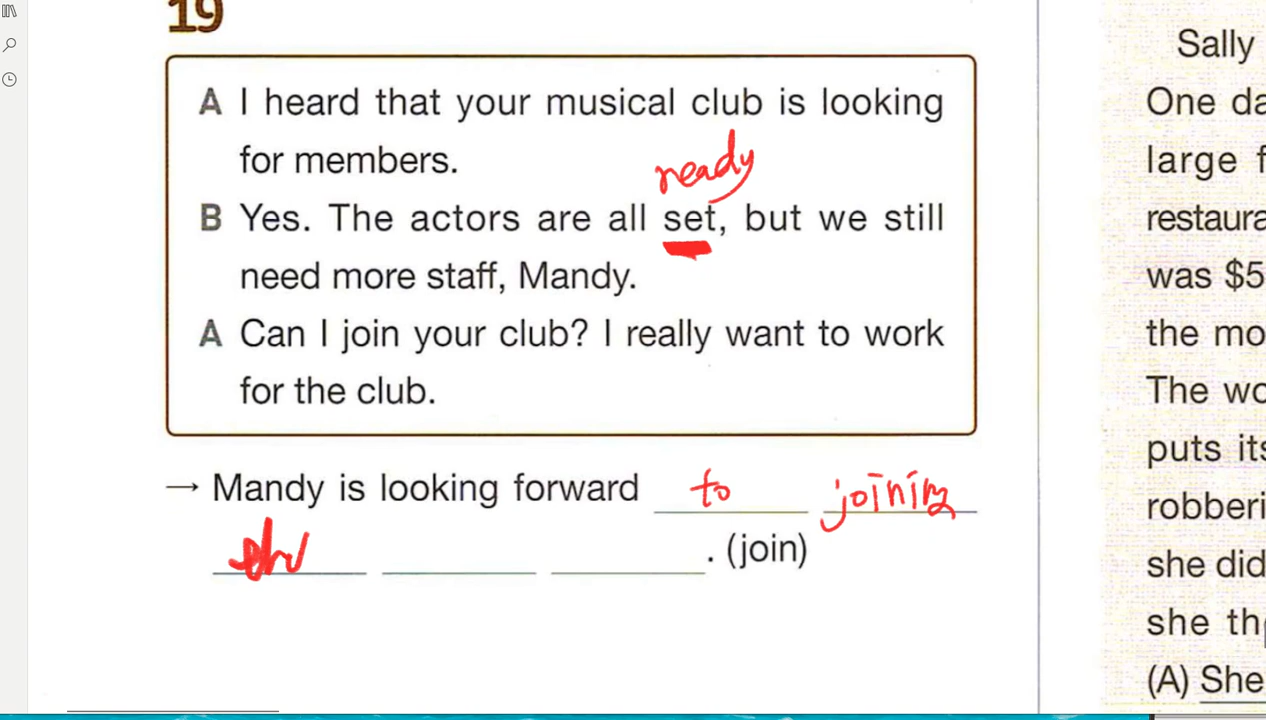 19
A I heard that your musical club is looking
for members.
ready
B Yes. The actors are all set, but we still
need more staff, Mandy.
A Can I join your club? I really want to work
for the club.
→ Mandy is looking forward to joining
. (join)
Sally
One da
large f
restaura
was $5
the mo
The wo
puts its
robberi
she did
she th
(A) She